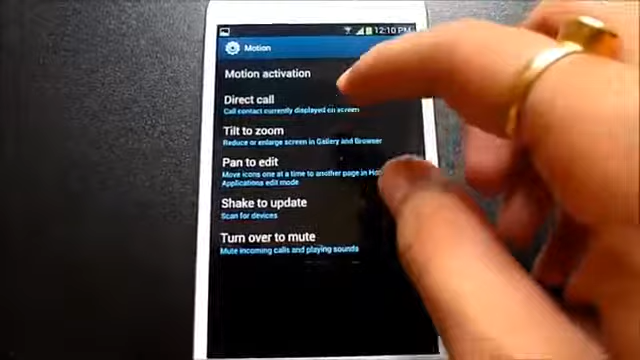 12:10 PM
Motion
Motion activation
Direct call
Call contact currently displayed on screen
Tilt to zoom
Reduce or enlarge screen in Gallery and Browser
Pan to edit
Move icons one at a time to another page in
Applications edit mode
Shake to update
Scan for devices
Turn over to mute
Mute incoming calls and playing sounds